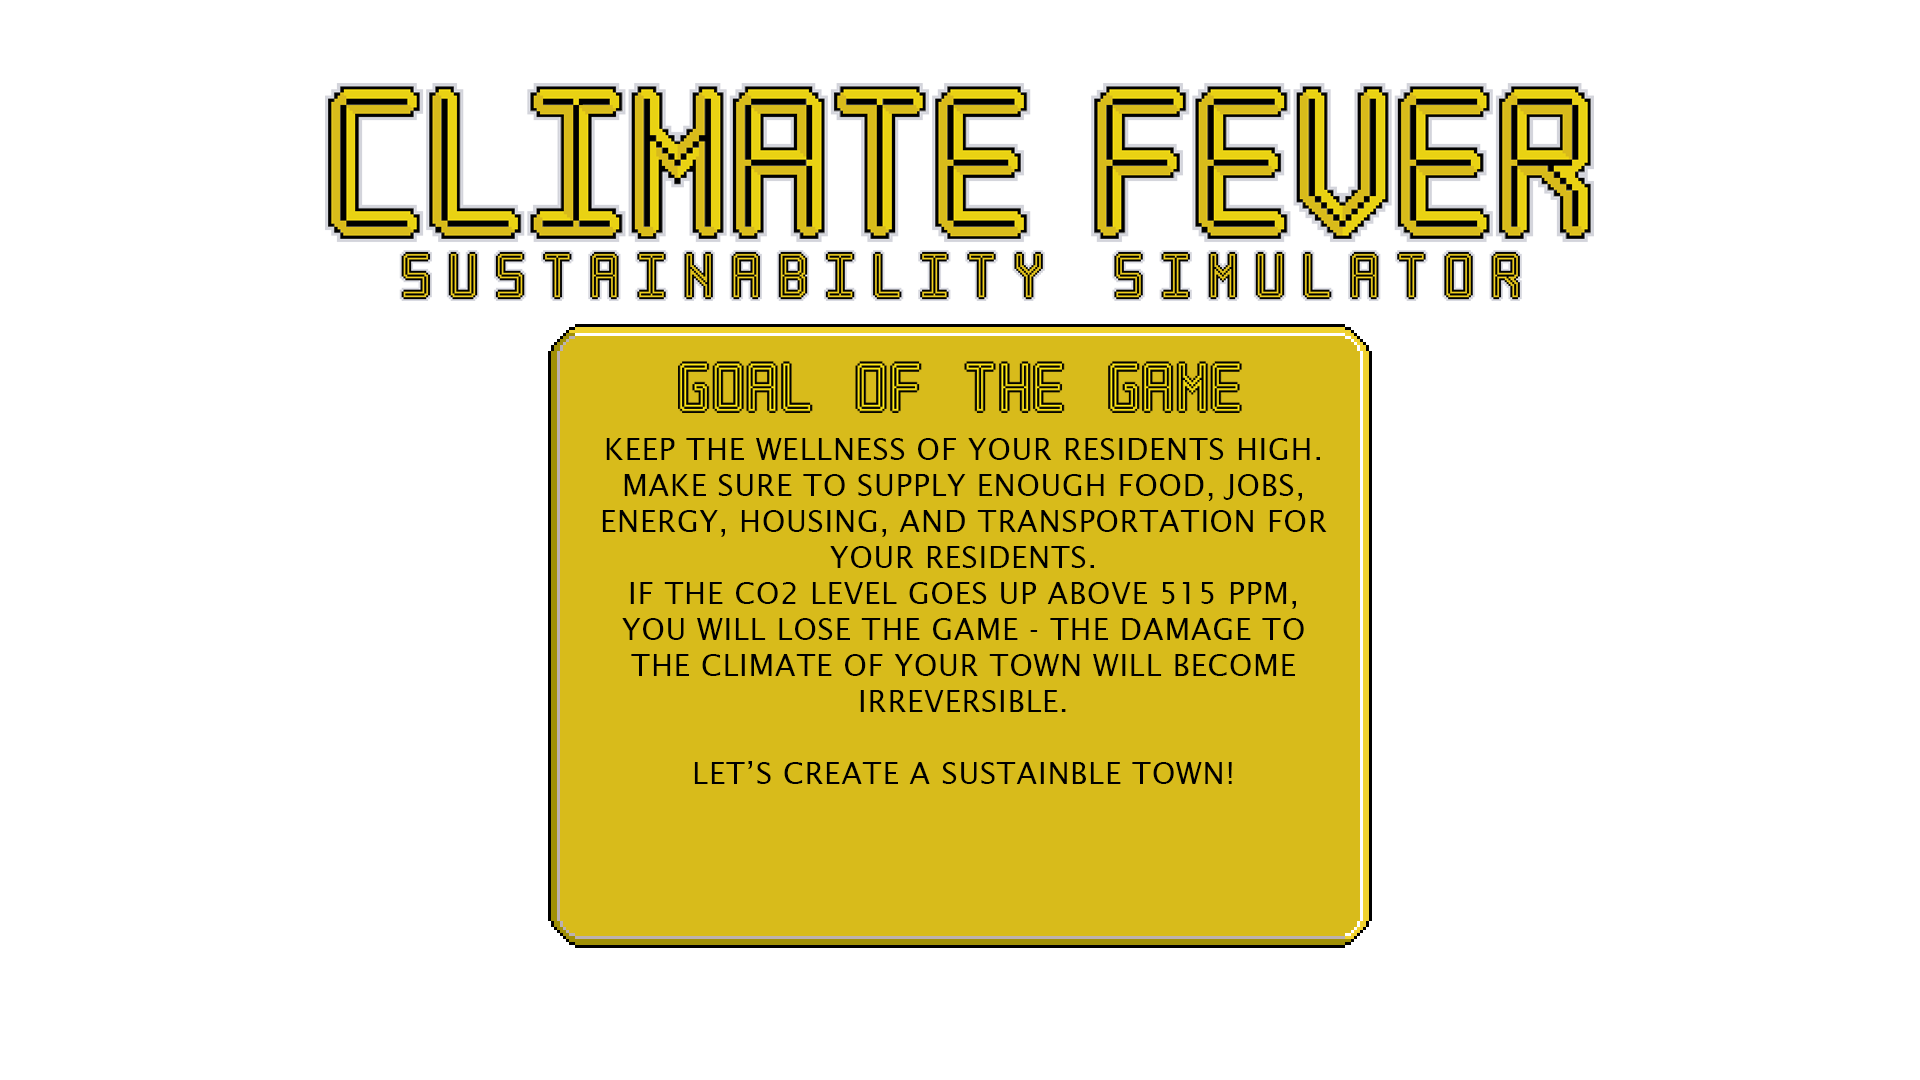 CLIMATE FEVER
SUSTAINABILITY SIMULATOR
GOAL OF THE GAME
KEEP THE WELLNESS OF YOUR RESIDENTS HIGH.
MAKE SURE TO SUPPLY ENOUGH FOOD, JOBS,
ENERGY, HOUSING, AND TRANSPORTATION FOR
YOUR RESIDENTS.
IF THE CO2 LEVEL GOES UP ABOVE 515 PPM,
YOU WILL LOSE THE GAME - THE DAMAGE TO
THE CLIMATE OF YOUR TOWN WILL BECOME
IRREVERSIBLE.
LET’S CREATE A SUSTAINBLE TOWN!